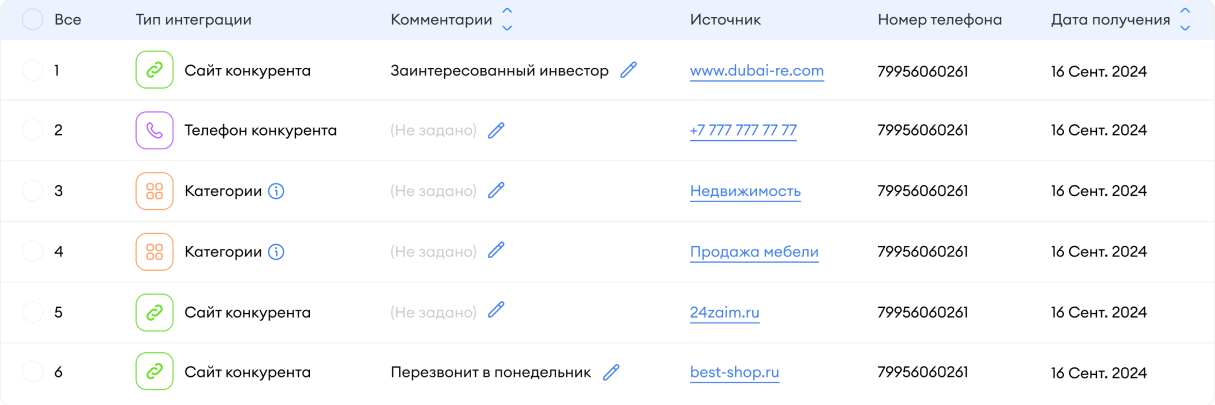 Все Тип интеграции Комментарии Источник Номер телефона Дата получения
1 Сайт конкурента Заинтересованный инвестор www.dubai-re.com 79956060261 16 Сент. 2024
2 Телефон конкурента (Не задано) +7 777 777 77 77 79956060261 16 Сент. 2024
3 Категории (Не задано) Недвижимость 79956060261 16 Сент. 2024
4 Категории (Не задано) Продажа мебели 79956060261 16 Сент. 2024
5 Сайт конкурента (Не задано) 24zaim.ru 79956060261 16 Сент. 2024
6 Сайт конкурента Перезвонит в понедельник best-shop.ru 79956060261 16 Сент. 2024